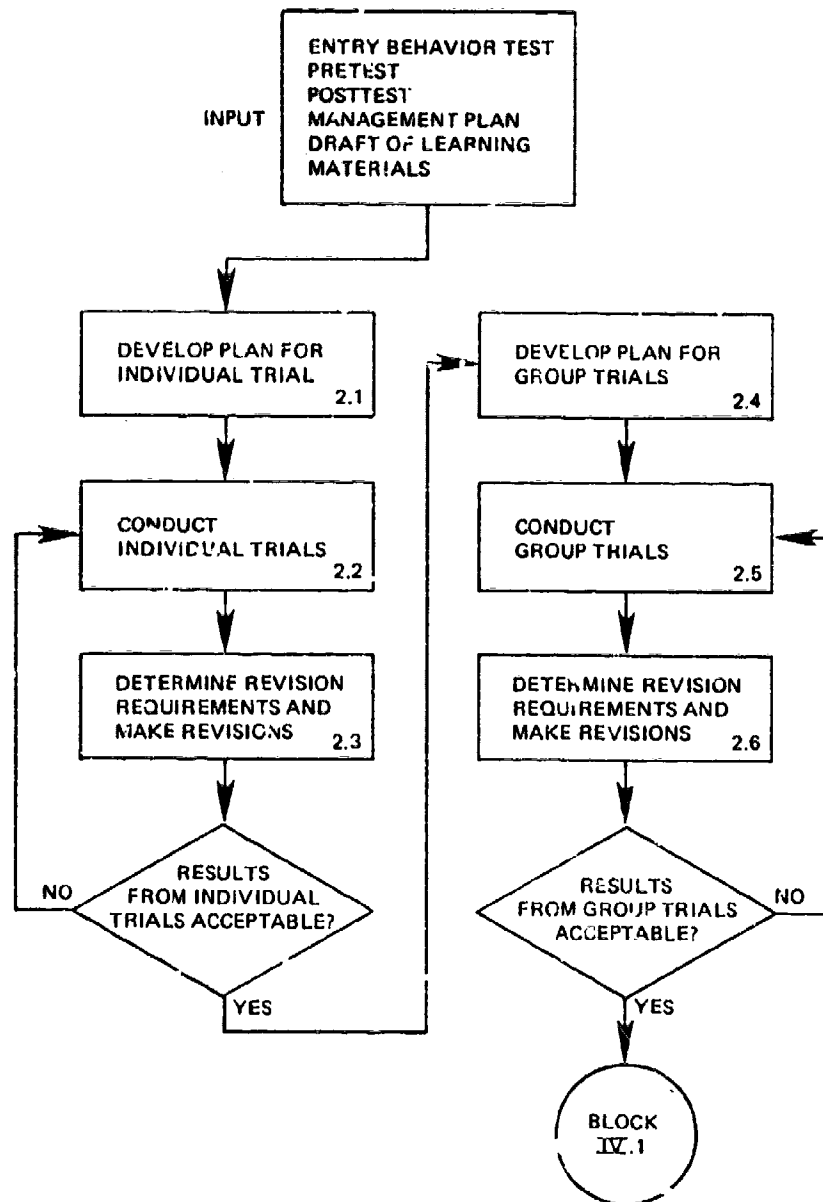 ENTRY BEHAVIOR TEST
PRETEST
POSTTEST
MANAGEMENT PLAN
DRAFT OF LEARNING
MATERIALS
INPUT
DEVELOP PLAN FOR
INDIVIDUAL TRIAL
2.1
CONDUCT
INDIVIDUAL TRIALS
2.2
DETERMINE REVISION
REQUIREMENTS AND
MAKE REVISIONS
2.3
RESULTS
FROM INDIVIDUAL
TRIALS ACCEPTABLE?
NO
YES
DEVELOP PLAN FOR
GROUP TRIALS
2.4
CONDUCT
GROUP TRIALS
2.5
DETERMINE REVISION
REQUIREMENTS AND
MAKE REVISIONS
2.6
RESULTS
FROM GROUP TRIALS
ACCEPTABLE?
NO
YES
BLOCK
IV.1